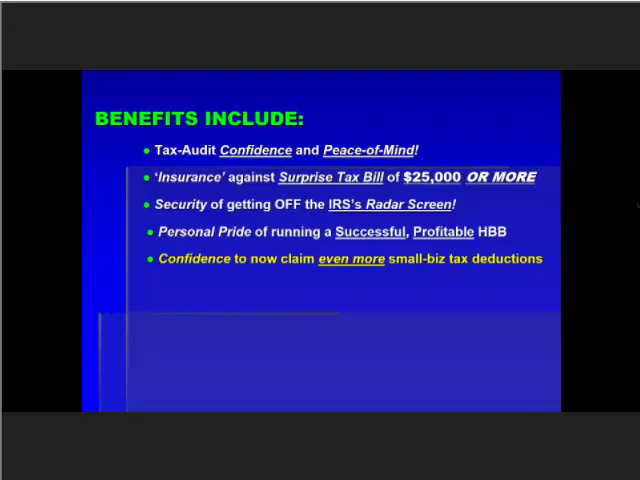 BENEFITS INCLUDE:
● Tax-Audit Confidence and Peace-of-Mind!
● ‘Insurance’ against Surprise Tax Bill of $25,000 OR MORE
● Security of getting OFF the IRS’s Radar Screen!
● Personal Pride of running a Successful, Profitable HBB
● Confidence to now claim even more small-biz tax deductions